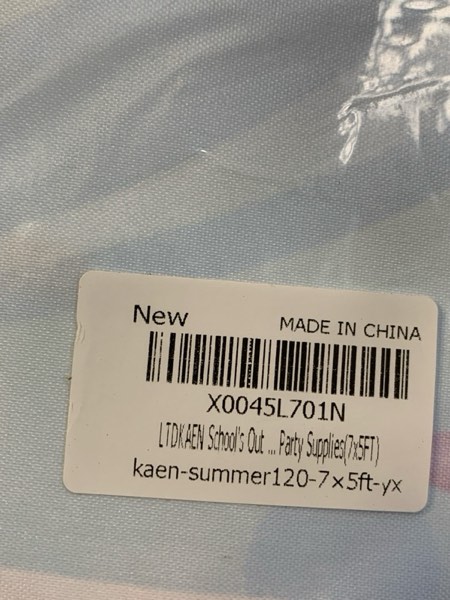 New
MADE IN CHINA
X0045L701N
LTDKAEN School's Out ... Party Supplies(7x5FT)
kaen-summer120-7×5ft-yx